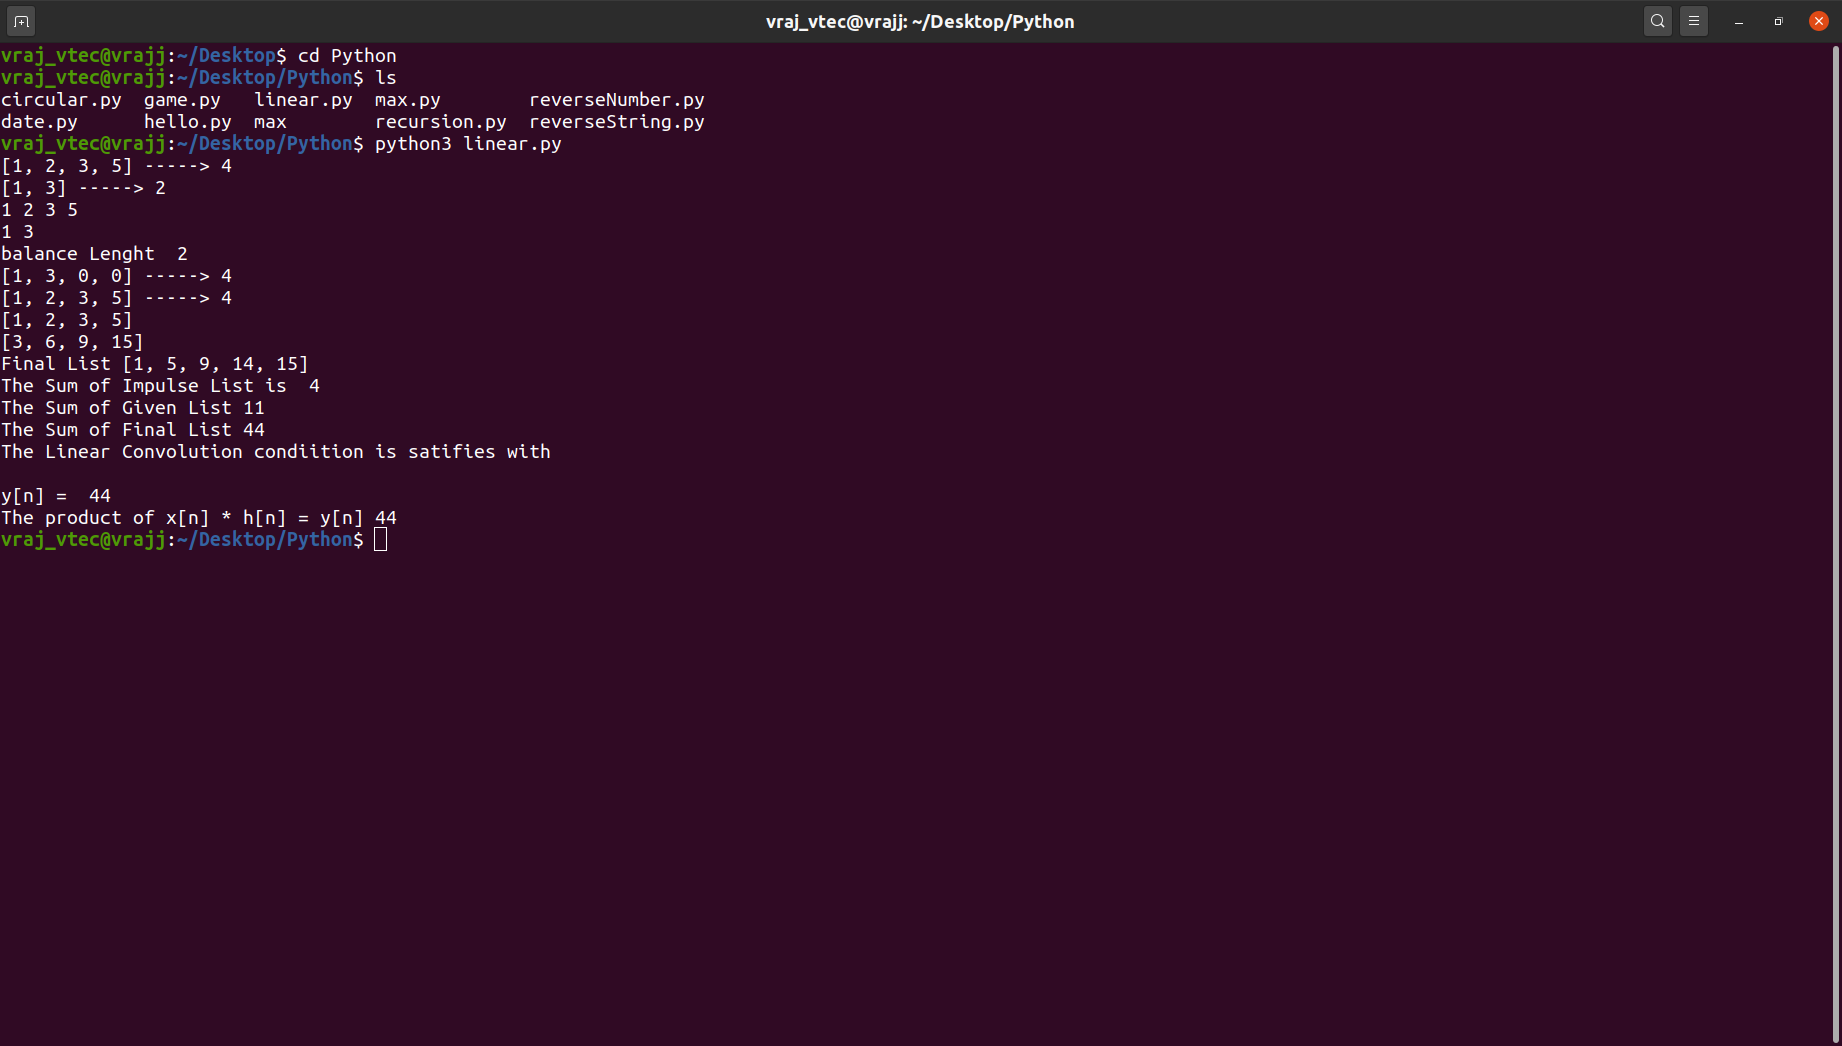 vraj_vtec@vrajj: ~/Desktop/Python
vraj_vtec@vrajj:~/Desktop$ cd Python
vraj_vtec@vrajj:~/Desktop/Python$ ls
circular.py  game.py   linear.py  max.py        reverseNumber.py
date.py      hello.py  max        recursion.py  reverseString.py
vraj_vtec@vrajj:~/Desktop/Python$ python3 linear.py
[1, 2, 3, 5] -----> 4
[1, 3] -----> 2
1 2 3 5
1 3
balance Lenght  2
[1, 3, 0, 0] -----> 4
[1, 2, 3, 5] -----> 4
[1, 2, 3, 5]
[3, 6, 9, 15]
Final List [1, 5, 9, 14, 15]
The Sum of Impulse List is  4
The Sum of Given List 11
The Sum of Final List 44
The Linear Convolution condiition is satifies with
y[n] =  44
The product of x[n] * h[n] = y[n] 44
vraj_vtec@vrajj:~/Desktop/Python$